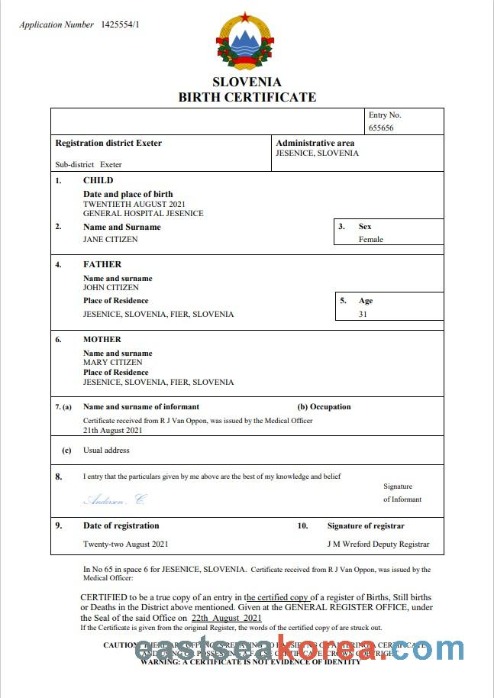 Application Number 1425554/1
SLOVENIA
BIRTH CERTIFICATE
Entry No.
655656
Registration district Exeter
Administrative area
JESENICE, SLOVENIA
Sub-district Exeter
1. CHILD
Date and place of birth
TWENTIETH AUGUST 2021
GENERAL HOSPITAL JESENICE
2. Name and Surname
3. Sex
JANE CITIZEN
Female
4. FATHER
Name and surname
JOHN CITIZEN
Place of Residence
5. Age
JESENICE, SLOVENIA, FIER, SLOVENIA
31
6. MOTHER
Name and surname
MARY CITIZEN
Place of Residence
JESENICE, SLOVENIA, FIER, SLOVENIA
7. (a) Name and surname of informant (b) Occupation
Certificate received from R J Van Oppon, was issued by the Medical Officer
21th August 2021
(c) Usual address
8. I entry that the particulars given by me above are the best of my knowledge and belief
Signature
of Informant
9. Date of registration 10. Signature of registrar
Twenty-two August 2021 J M Wreford Deputy Registrar
In No 65 in space 6 for JESENICE, SLOVENIA. Certificate received from R J Van Oppon, was issued by the
Medical Officer:
CERTIFIED to be a true copy of an entry in the certified copy of a register of Births, Still births
or Deaths in the District above mentioned. Given at the GENERAL REGISTER OFFICE, under
the Seal of the said Office on 22th August 2021
If the Certificate is given from the original Register, the words of the certified copy of are struck out.
CAUTION: THERE ARE OFFENCES RELATING TO FALSIFYING OR ALTERING A CERTIFICATE
WARNING: A CERTIFICATE IS NOT EVIDENCE OF IDENTITY
eastseakorea.com